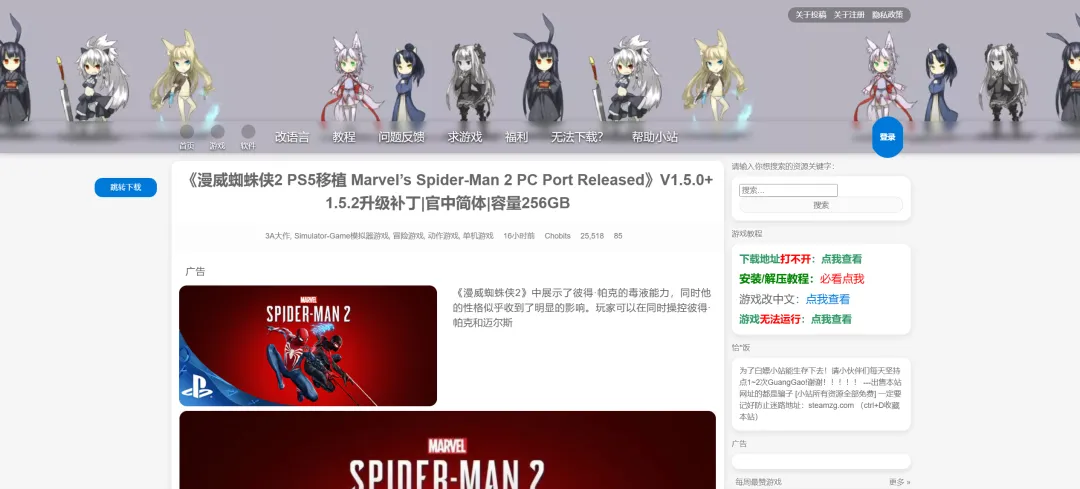 关于投稿 关于注册 隐私政策
首页 游戏 软件 改语言 教程 问题反馈 求游戏 福利 无法下载? 帮助小站 登录
跳转下载
《漫威蜘蛛侠2 PS5移植 Marvel's Spider-Man 2 PC Port Released》V1.5.0+
1.5.2升级补丁|官中简体|容量256GB
3A大作, Simulator-Game模拟器游戏, 冒险游戏, 动作游戏, 单机游戏 16小时前 Chobits 25,518 85
广告
MARVEL
SPIDER-MAN 2
《漫威蜘蛛侠2》中展示了彼得·帕克的毒液能力，同时他
的性格似乎收到了明显的影响。玩家可以在同时操控彼得·
帕克和迈尔斯
MARVEL
SPIDER-MAN 2
请输入你想搜索的资源关键字：
搜索...
搜索
游戏教程
下载地址打不开：点我查看
安装/解压教程：必看点我
游戏改中文：点我查看
游戏无法运行：点我查看
恰*饭
为了白嫖小站能生存下去！请小伙伴们每天坚持
点1~2次GuangGao!谢谢！！！！！ ---出售本站
网址的都是骗子 [小站所有资源全部免费] 一定要
记好防止迷路地址：steamzg.com （ctrl+D收藏
本站）
广告
每周最赞游戏 更多 »